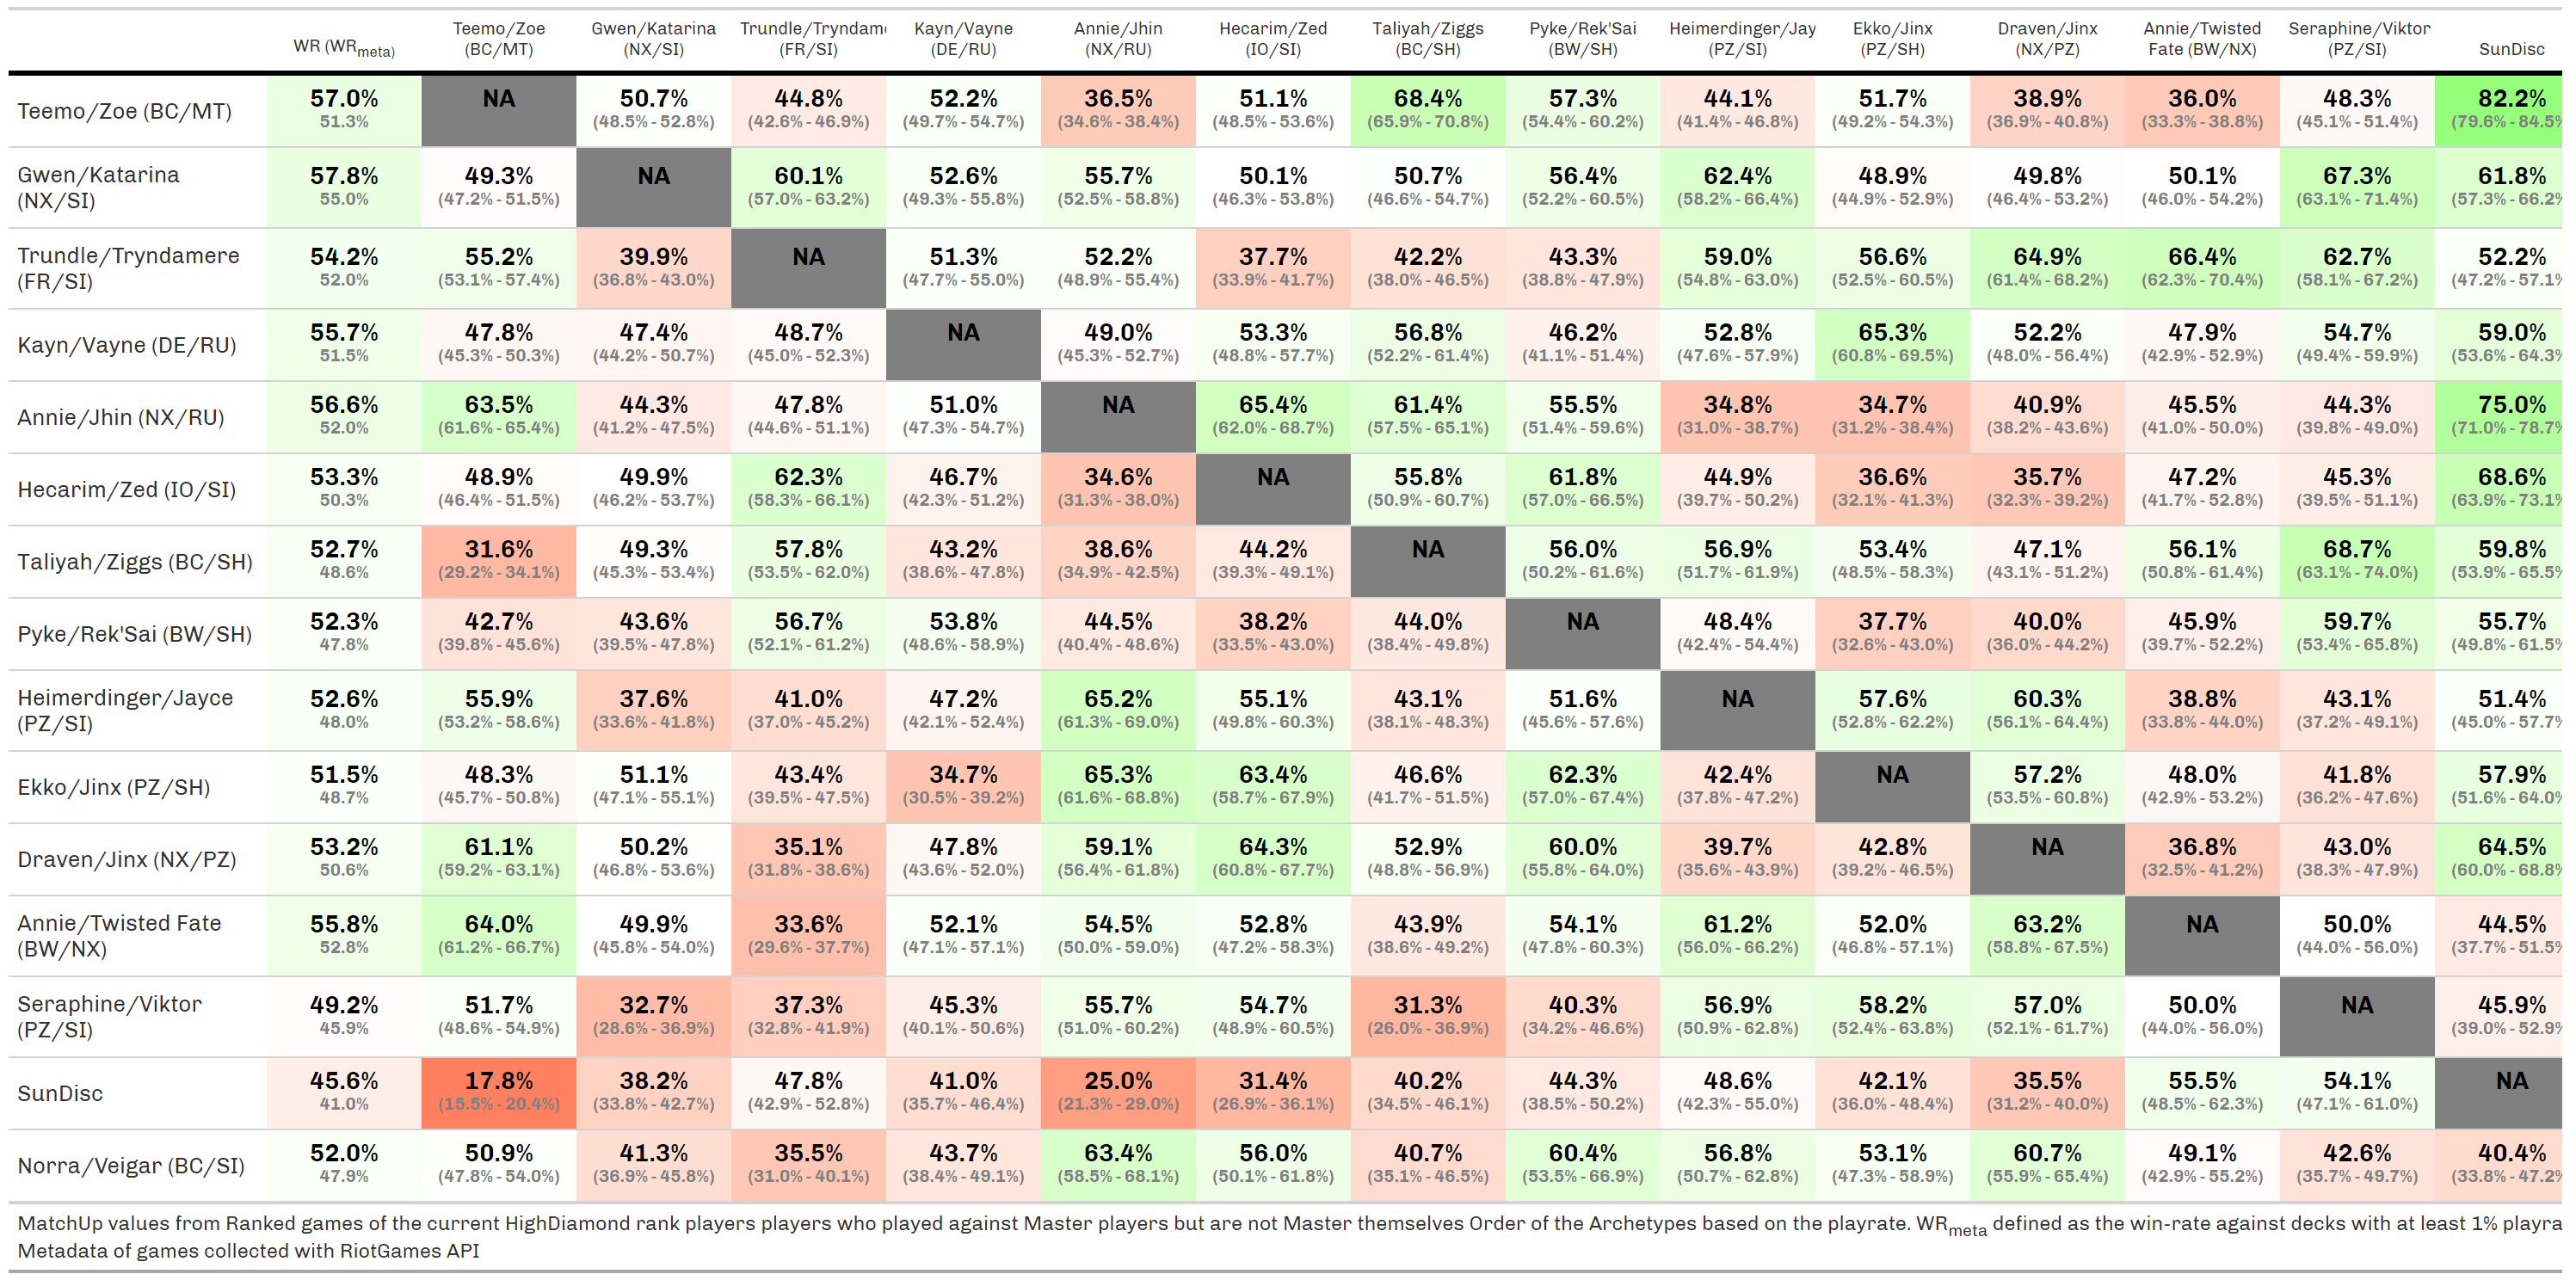 WR (WRmeta) Teemo/Zoe (BC/MT) Gwen/Katarina (NX/SI) Trundle/Tryndam (FR/SI) Kayn/Vayne (DE/RU) Annie/Jhin (NX/RU) Hecarim/Zed (IO/SI) Taliyah/Ziggs (BC/SH) Pyke/Rek'Sai (BW/SH) Heimerdinger/Jay (PZ/SI) Ekko/Jinx (PZ/SH) Draven/Jinx (NX/PZ) Annie/Twisted Fate (BW/NX) Seraphine/Viktor (PZ/SI) SunDisc
Teemo/Zoe (BC/MT) 57.0% NA 50.7% 44.8% 52.2% 36.5% 51.1% 68.4% 57.3% 44.1% 51.7% 38.9% 36.0% 48.3% 82.2%
51.3% (48.5% - 52.8%) (42.6% - 46.9%) (49.7% - 54.7%) (34.6% - 38.4%) (48.5% - 53.6%) (65.9% - 70.8%) (54.4% - 60.2%) (41.4% - 46.8%) (49.2% - 54.3%) (36.9% - 40.8%) (33.3% - 38.8%) (45.1% - 51.4%) (79.6% - 84.5%
Gwen/Katarina (NX/SI) 57.8% 49.3% NA 60.1% 52.6% 55.7% 50.1% 50.7% 56.4% 62.4% 48.9% 49.8% 50.1% 67.3% 61.8%
55.0% (47.2% - 51.5%) (57.0% - 63.2%) (49.3% - 55.8%) (52.5% - 58.8%) (46.3% - 53.8%) (46.6% - 54.7%) (52.2% - 60.5%) (58.2% - 66.4%) (44.9% - 52.9%) (46.4% - 53.2%) (46.0% - 54.2%) (63.1% - 71.4%) (57.3% - 66.2%
Trundle/Tryndamere (FR/SI) 54.2% 55.2% 39.9% NA 51.3% 52.2% 37.7% 42.2% 43.3% 59.0% 56.6% 64.9% 66.4% 62.7% 52.2%
52.0% (53.1% - 57.4%) (36.8% - 43.0%) (47.7% - 55.0%) (48.9% - 55.4%) (33.9% - 41.7%) (38.0% - 46.5%) (38.8% - 47.9%) (54.8% - 63.0%) (52.5% - 60.5%) (61.4% - 68.2%) (62.3% - 70.4%) (58.1% - 67.2%) (47.2% - 57.1%
Kayn/Vayne (DE/RU) 55.7% 47.8% 47.4% 48.7% NA 49.0% 53.3% 56.8% 46.2% 52.8% 65.3% 52.2% 47.9% 54.7% 59.0%
51.5% (45.3% - 50.3%) (44.2% - 50.7%) (45.0% - 52.3%) (45.3% - 52.7%) (48.8% - 57.7%) (52.2% - 61.4%) (41.1% - 51.4%) (47.6% - 57.9%) (60.8% - 69.5%) (48.0% - 56.4%) (42.9% - 52.9%) (49.4% - 59.9%) (53.6% - 64.3%
Annie/Jhin (NX/RU) 56.6% 63.5% 44.3% 47.8% 51.0% NA 65.4% 61.4% 55.5% 34.8% 34.7% 40.9% 45.5% 44.3% 75.0%
52.0% (61.6% - 65.4%) (41.2% - 47.5%) (44.6% - 51.1%) (47.3% - 54.7%) (62.0% - 68.7%) (57.5% - 65.1%) (51.4% - 59.6%) (31.0% - 38.7%) (31.2% - 38.4%) (38.2% - 43.6%) (41.0% - 50.0%) (39.8% - 49.0%) (71.0% - 78.7%
Hecarim/Zed (IO/SI) 53.3% 48.9% 49.9% 62.3% 46.7% 34.6% NA 55.8% 61.8% 44.9% 36.6% 35.7% 47.2% 45.3% 68.6%
50.3% (46.4% - 51.5%) (46.2% - 53.7%) (58.3% - 66.1%) (42.3% - 51.2%) (31.3% - 38.0%) (50.9% - 60.7%) (57.0% - 66.5%) (39.7% - 50.2%) (32.1% - 41.3%) (32.3% - 39.2%) (41.7% - 52.8%) (39.5% - 51.1%) (63.9% - 73.1%
Taliyah/Ziggs (BC/SH) 52.7% 31.6% 49.3% 57.8% 43.2% 38.6% 44.2% NA 56.0% 56.9% 53.4% 47.1% 56.1% 68.7% 59.8%
48.6% (29.2% - 34.1%) (45.3% - 53.4%) (53.5% - 62.0%) (38.6% - 47.8%) (34.9% - 42.5%) (39.3% - 49.1%) (50.2% - 61.6%) (51.7% - 61.9%) (48.5% - 58.3%) (43.1% - 51.2%) (50.8% - 61.4%) (63.1% - 74.0%) (53.9% - 65.5%
Pyke/Rek'Sai (BW/SH) 52.3% 42.7% 43.6% 56.7% 53.8% 44.5% 38.2% 44.0% NA 48.4% 37.7% 40.0% 45.9% 59.7% 55.7%
47.8% (39.8% - 45.6%) (39.5% - 47.8%) (52.1% - 61.2%) (48.6% - 58.9%) (40.4% - 48.6%) (33.5% - 43.0%) (38.4% - 49.8%) (42.4% - 54.4%) (32.6% - 43.0%) (36.0% - 44.2%) (39.7% - 52.2%) (53.4% - 65.8%) (49.8% - 61.5%
Heimerdinger/Jayce (PZ/SI) 52.6% 55.9% 37.6% 41.0% 47.2% 65.2% 55.1% 43.1% 51.6% NA 57.6% 60.3% 38.8% 43.1% 51.4%
48.0% (53.2% - 58.6%) (33.6% - 41.8%) (37.0% - 45.2%) (42.1% - 52.4%) (61.3% - 69.0%) (49.8% - 60.3%) (38.1% - 48.3%) (45.6% - 57.6%) (52.8% - 62.2%) (56.1% - 64.4%) (33.8% - 44.0%) (37.2% - 49.1%) (45.0% - 57.7%
Ekko/Jinx (PZ/SH) 51.5% 48.3% 51.1% 43.4% 34.7% 65.3% 63.4% 46.6% 62.3% 42.4% NA 57.2% 48.0% 41.8% 57.9%
48.7% (45.7% - 50.8%) (47.1% - 55.1%) (39.5% - 47.5%) (30.5% - 39.2%) (61.6% - 68.8%) (58.7% - 67.9%) (41.7% - 51.5%) (57.0% - 67.4%) (37.8% - 47.2%) (53.5% - 60.8%) (42.9% - 53.2%) (36.2% - 47.6%) (51.6% - 64.0%
Draven/Jinx (NX/PZ) 53.2% 61.1% 50.2% 35.1% 47.8% 59.1% 64.3% 52.9% 60.0% 39.7% 42.8% NA 36.8% 43.0% 64.5%
50.6% (59.2% - 63.1%) (46.8% - 53.6%) (31.8% - 38.6%) (43.6% - 52.0%) (56.4% - 61.8%) (60.8% - 67.7%) (48.8% - 56.9%) (55.8% - 64.0%) (35.6% - 43.9%) (39.2% - 46.5%) (32.5% - 41.2%) (38.3% - 47.9%) (60.0% - 68.8%
Annie/Twisted Fate (BW/NX) 55.8% 64.0% 49.9% 33.6% 52.1% 54.5% 52.8% 43.9% 54.1% 61.2% 52.0% 63.2% NA 50.0% 44.5%
52.8% (61.2% - 66.7%) (45.8% - 54.0%) (29.6% - 37.7%) (47.1% - 57.1%) (50.0% - 59.0%) (47.2% - 58.3%) (38.6% - 49.2%) (47.8% - 60.3%) (56.0% - 66.2%) (46.8% - 57.1%) (58.8% - 67.5%) (44.0% - 56.0%) (37.7% - 51.5%
Seraphine/Viktor (PZ/SI) 49.2% 51.7% 32.7% 37.3% 45.3% 55.7% 54.7% 31.3% 40.3% 56.9% 58.2% 57.0% 50.0% NA 45.9%
45.9% (48.6% - 54.9%) (28.6% - 36.9%) (32.8% - 41.9%) (40.1% - 50.6%) (51.0% - 60.2%) (48.9% - 60.5%) (26.0% - 36.9%) (34.2% - 46.6%) (50.9% - 62.8%) (52.4% - 63.8%) (52.1% - 61.7%) (44.0% - 56.0%) (39.0% - 52.9%
SunDisc 45.6% 17.8% 38.2% 47.8% 41.0% 25.0% 31.4% 40.2% 44.3% 48.6% 42.1% 35.5% 55.5% 54.1% NA
41.0% (15.5% - 20.4%) (33.8% - 42.7%) (42.9% - 52.8%) (35.7% - 46.4%) (21.3% - 29.0%) (26.9% - 36.1%) (34.5% - 46.1%) (38.5% - 50.2%) (42.3% - 55.0%) (36.0% - 48.4%) (31.2% - 40.0%) (48.5% - 62.3%) (47.1% - 61.0%)
Norra/Veigar (BC/SI) 52.0% 50.9% 41.3% 35.5% 43.7% 63.4% 56.0% 40.7% 60.4% 56.8% 53.1% 60.7% 49.1% 42.6% 40.4%
47.9% (47.8% - 54.0%) (36.9% - 45.8%) (31.0% - 40.1%) (38.4% - 49.1%) (58.5% - 68.1%) (50.1% - 61.8%) (35.1% - 46.5%) (53.5% - 66.9%) (50.7% - 62.8%) (47.3% - 58.9%) (55.9% - 65.4%) (42.9% - 55.2%) (35.7% - 49.7%) (33.8% - 47.2%
MatchUp values from Ranked games of the current HighDiamond rank players players who played against Master players but are not Master themselves Order of the Archetypes based on the playrate. WRmeta defined as the win-rate against decks with at least 1% playra
Metadata of games collected with RiotGames API